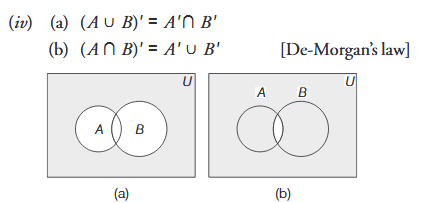 (iv) (a) (A ∪ B)' = A'∩ B'
(b) (A ∩ B)' = A' ∪ B' [De-Morgan's law]
U U
A B
A B
(a) (b)